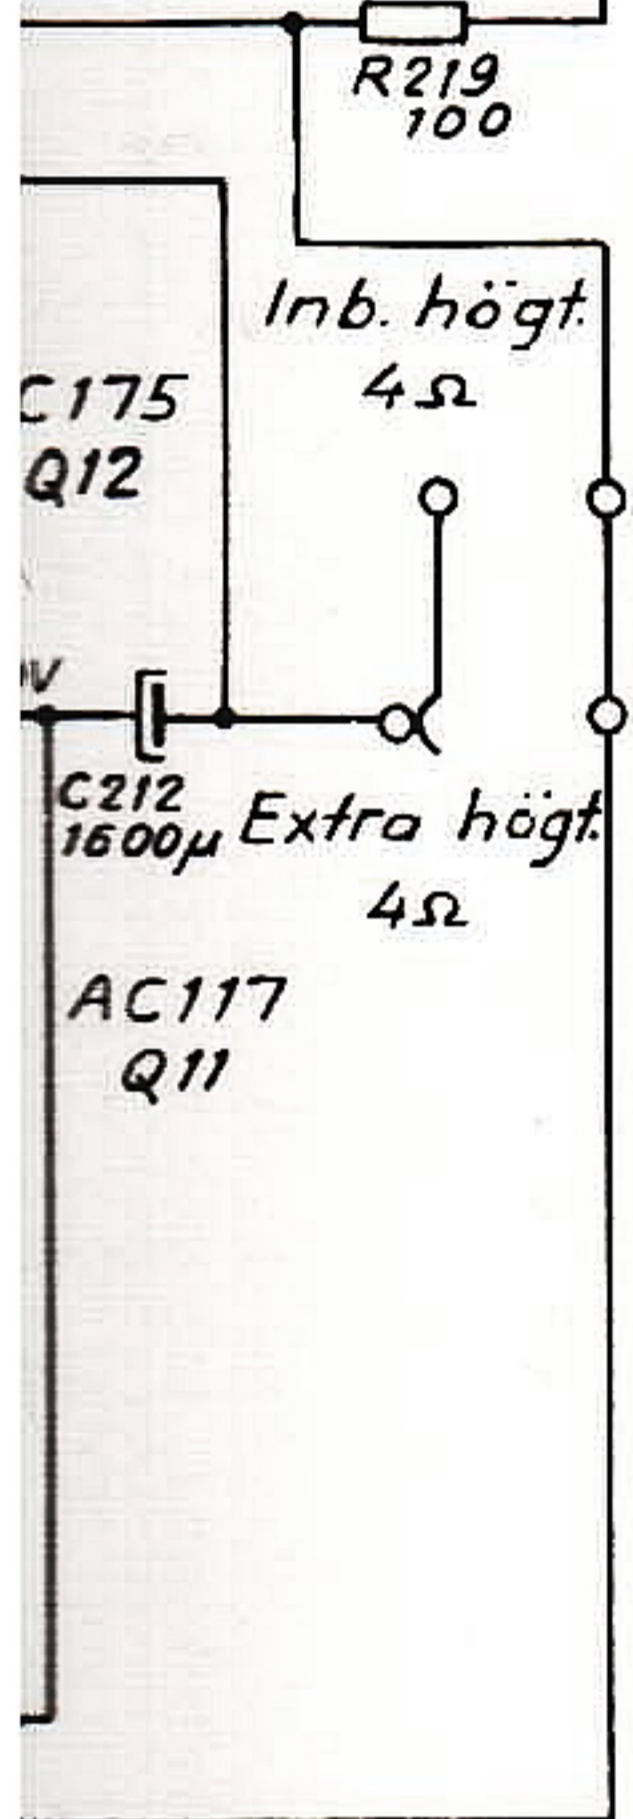 R219
100
Inb. högt.
4Ω
C175
Q12
V
C212
1600μ
Extra högt.
4Ω
AC117
Q11